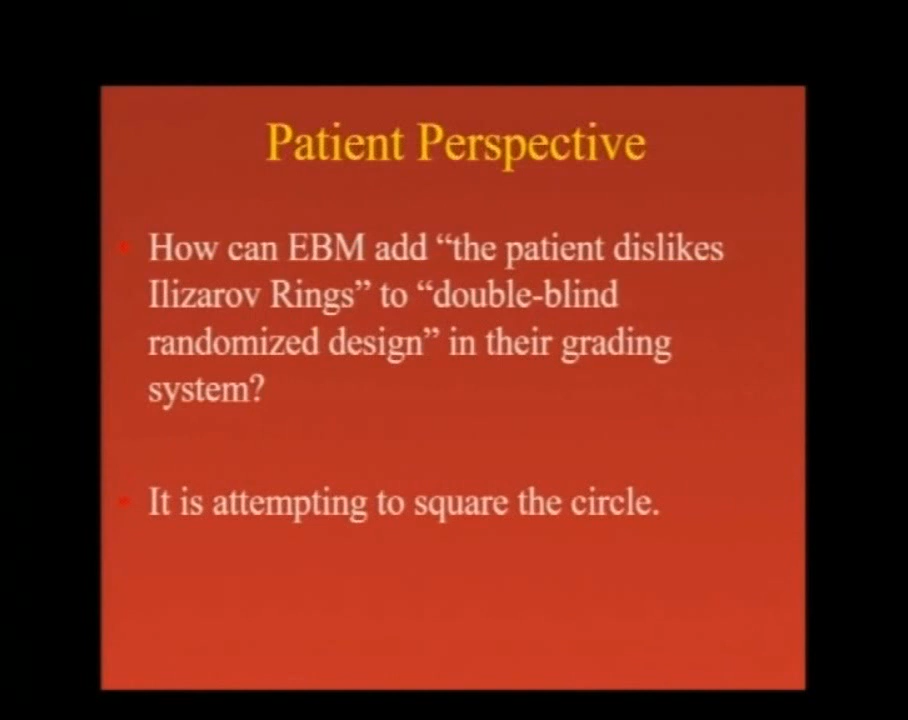 Patient Perspective
How can EBM add “the patient dislikes
Ilizarov Rings” to “double-blind
randomized design” in their grading
system?
It is attempting to square the circle.